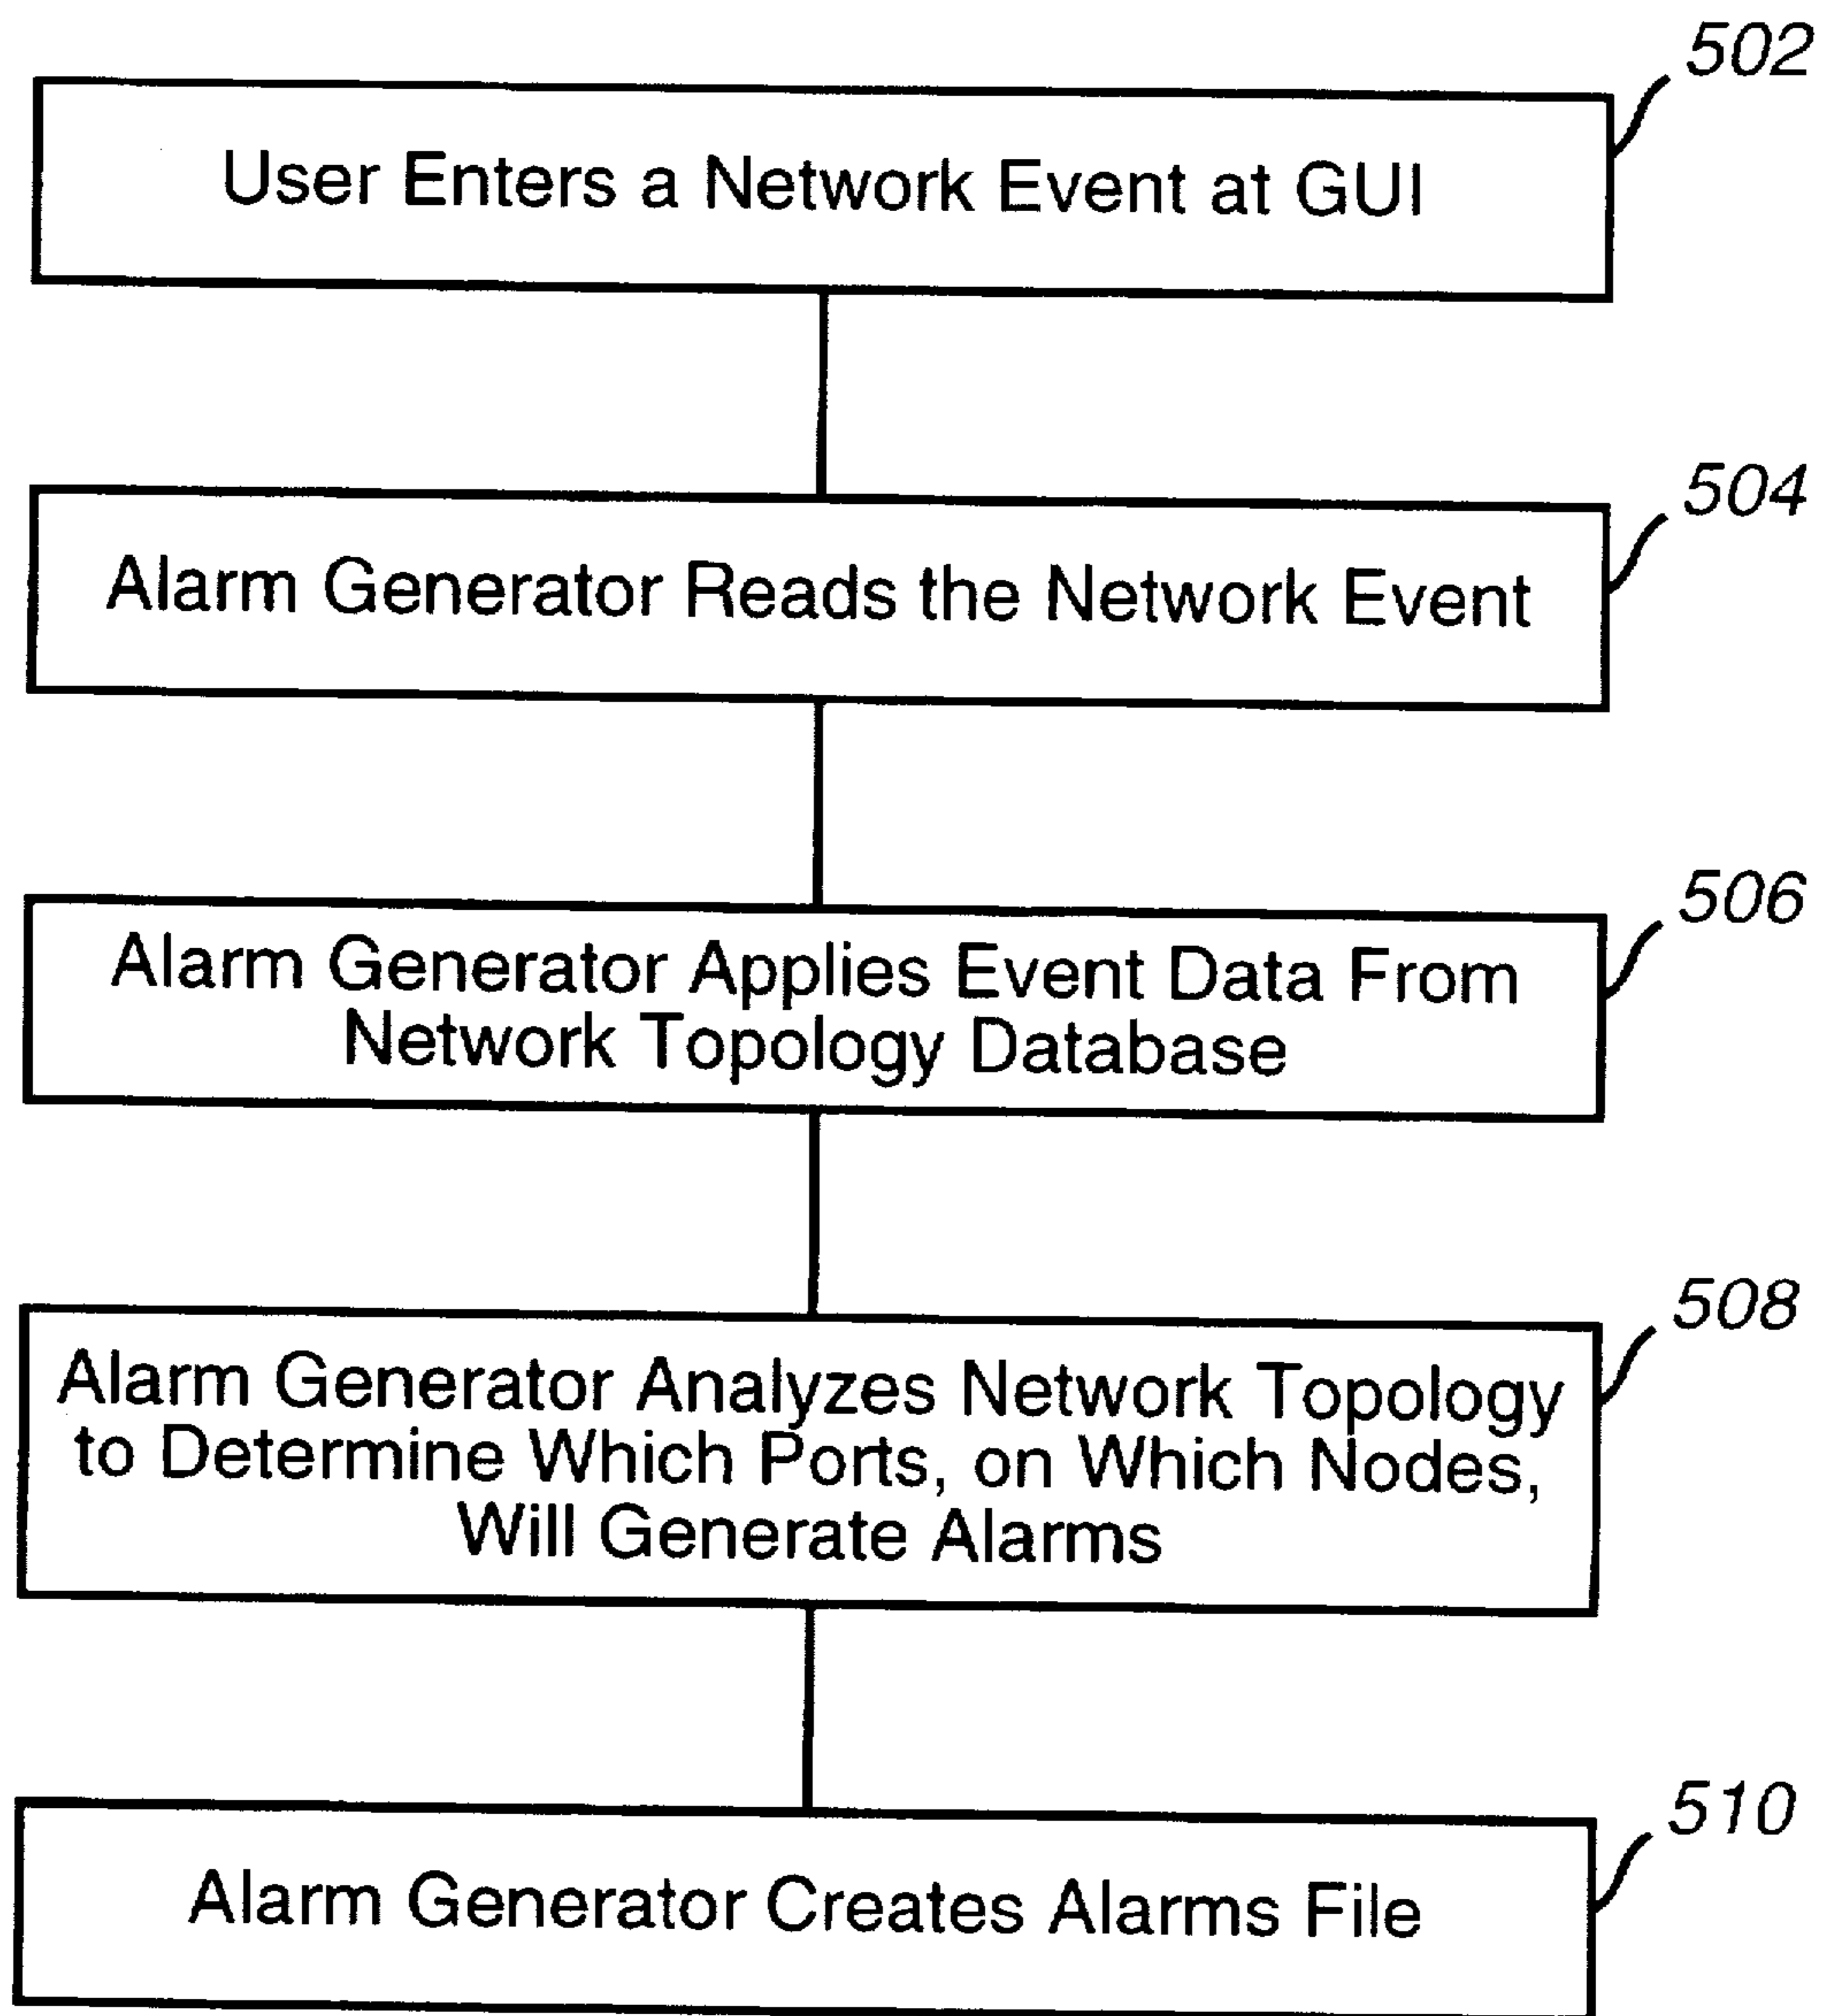 502
User Enters a Network Event at GUI
504
Alarm Generator Reads the Network Event
506
Alarm Generator Applies Event Data From
Network Topology Database
508
Alarm Generator Analyzes Network Topology
to Determine Which Ports, on Which Nodes,
Will Generate Alarms
510
Alarm Generator Creates Alarms File